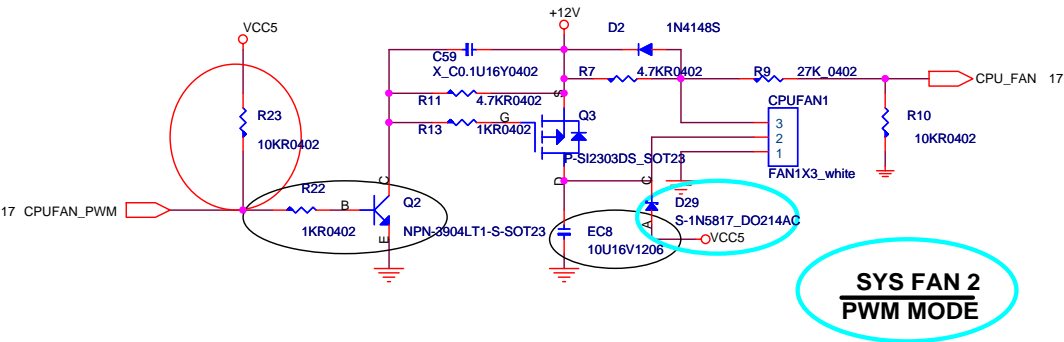 +12V
VCC5
D2 1N4148S
C59
X_C0.1U16Y0402
R7 4.7KR0402
R9 27K_0402
CPU_FAN 17
R11 4.7KR0402
S
CPUFAN1
R23
10KR0402
R13 1KR0402
G
Q3
3
2
1
R10
10KR0402
P-SI2303DS_SOT23
FAN1X3_white
R22
C
D
C
17 CPUFAN_PWM
B
Q2
D29
1KR0402
E
NPN-3904LT1-S-SOT23
EC8
10U16V1206
S-1N5817_DO214AC
A
VCC5
SYS FAN 2
PWM MODE